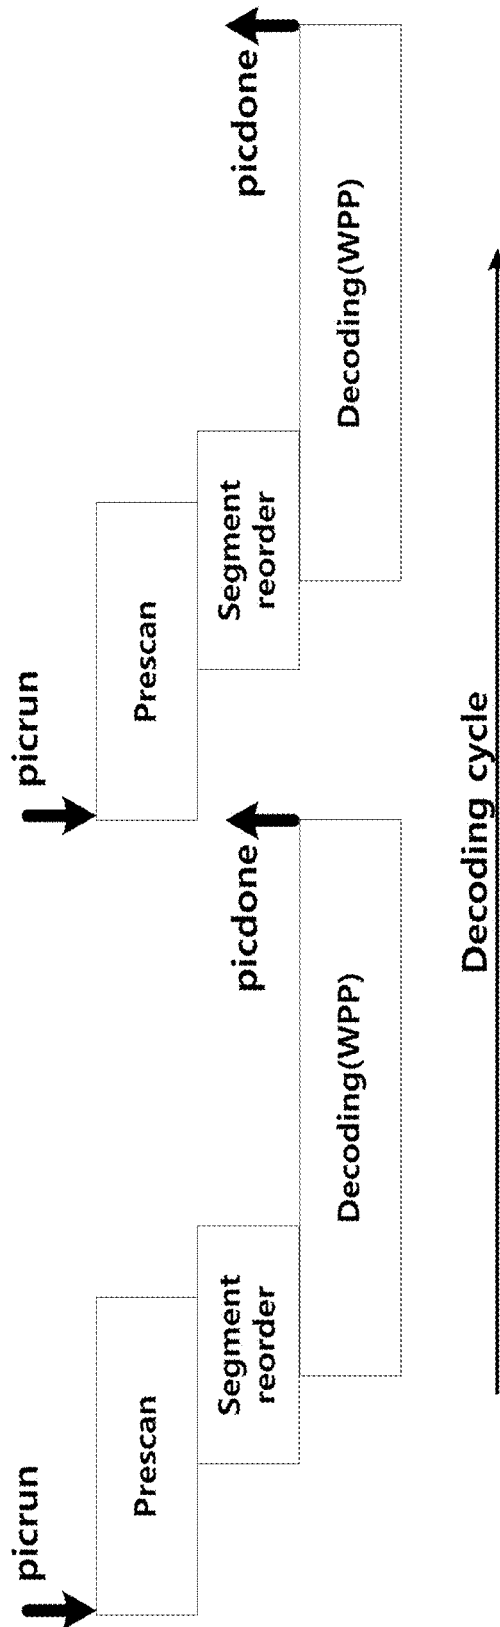 picrun
Prescan
Segment
reorder
Decoding(WPP)
picdone
picrun
Prescan
Segment
reorder
Decoding(WPP)
picdone
Decoding cycle